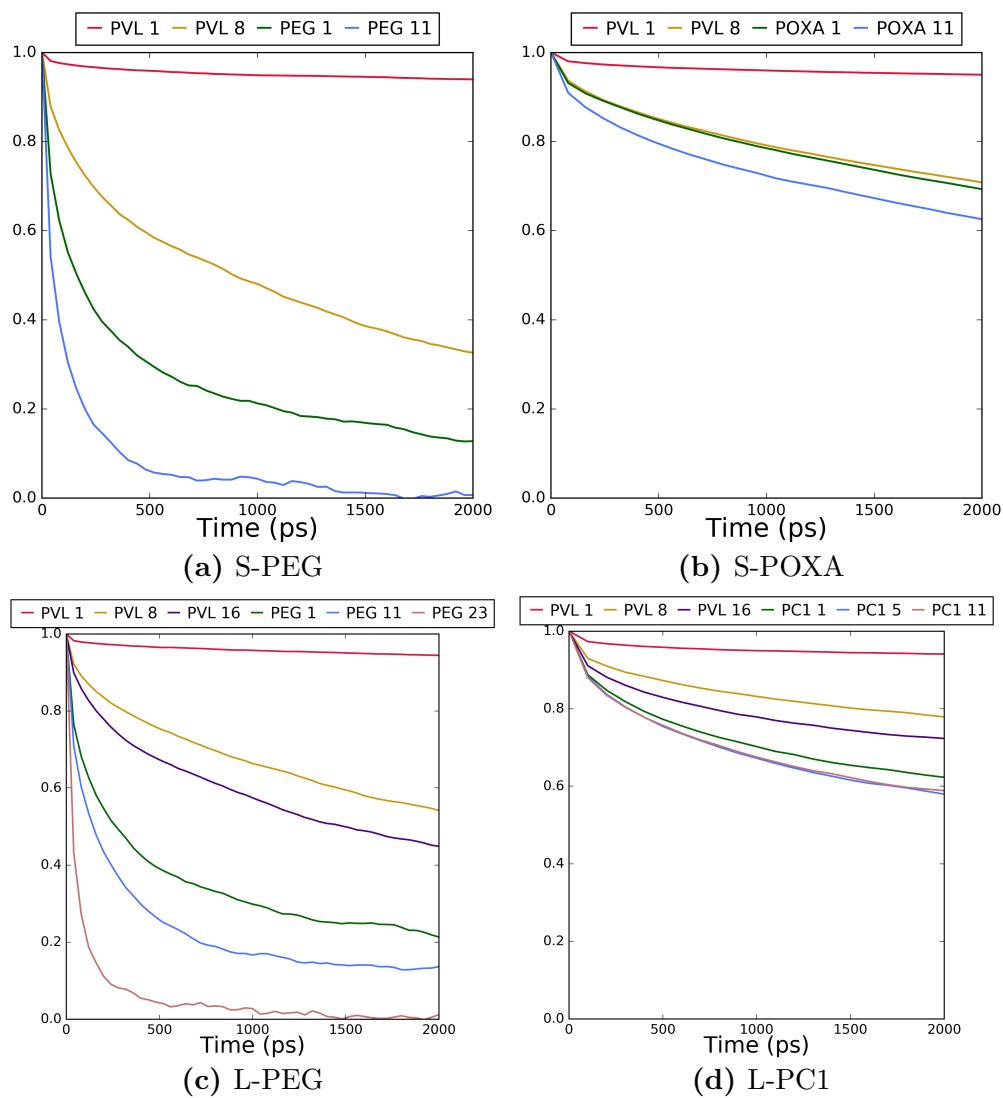 PVL 1 PVL 8 PEG 1 PEG 11
1.0
0.8
0.6
0.4
0.2
0.0
0 500 1000 1500 2000
Time (ps)
(a) S-PEG
PVL 1 PVL 8 POXA 1 POXA 11
1.0
0.8
0.6
0.4
0.2
0.0
0 500 1000 1500 2000
Time (ps)
(b) S-POXA
PVL 1 PVL 8 PVL 16 PEG 1 PEG 11 PEG 23
1.0
0.8
0.6
0.4
0.2
0.0
0 500 1000 1500 2000
Time (ps)
(c) L-PEG
PVL 1 PVL 8 PVL 16 PC1 1 PC1 5 PC1 11
1.0
0.8
0.6
0.4
0.2
0.0
0 500 1000 1500 2000
Time (ps)
(d) L-PC1